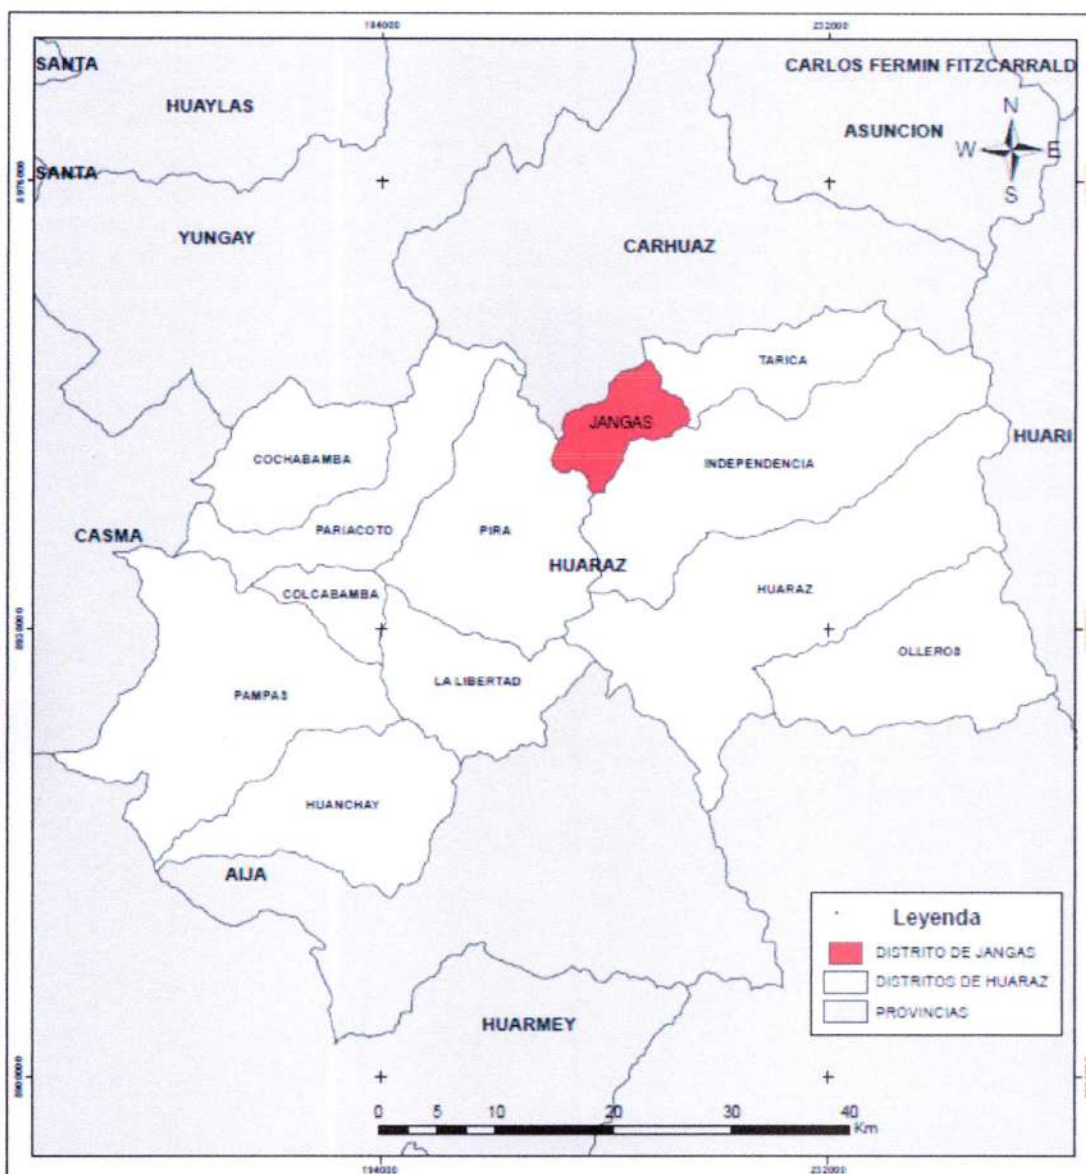 194000
232000
SANTA
CARLOS FERMIN FITZCARRALD
HUAYLAS
N
ASUNCION
W
E
S
SANTA
YUNGAY
CARHUAZ
TARICA
JANGAS
HUARI
COCHABAMBA
INDEPENDENCIA
PARIACOTO
PIRA
CASMA
HUARAZ
COLCABAMBA
HUARAZ
OLLEROS
LA LIBERTAD
PAMPAS
HUANCHAY
AIJA
Leyenda
DISTRITO DE JANGAS
DISTRITOS DE HUARAZ
PROVINCIAS
HUARMEY
0 5 10 20 30 40
Km
194000
232000